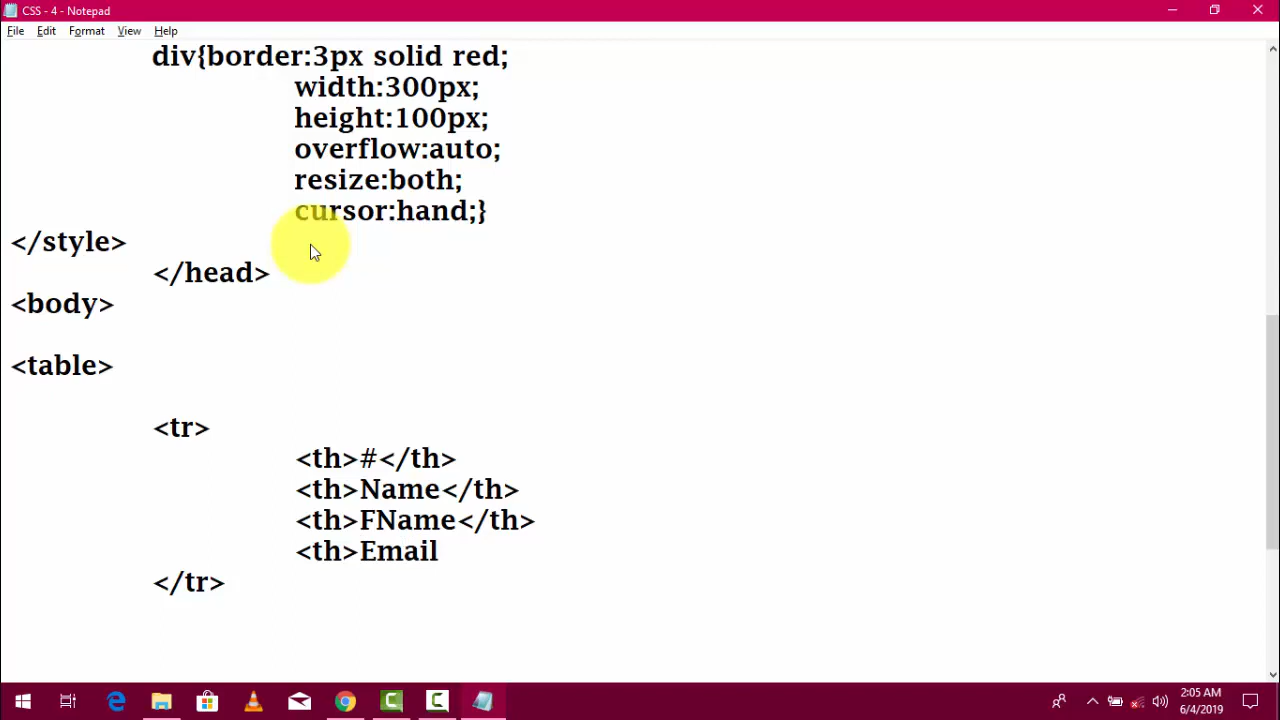 CSS - 4 - Notepad
File Edit Format View Help
div{border:3px solid red;
width:300px;
height:100px;
overflow:auto;
resize:both;
cursor:hand;}
</style>
</head>
<body>
<table>
<tr>
<th>#</th>
<th>Name</th>
<th>FName</th>
<th>Email
</tr>
2:05 AM
6/4/2019